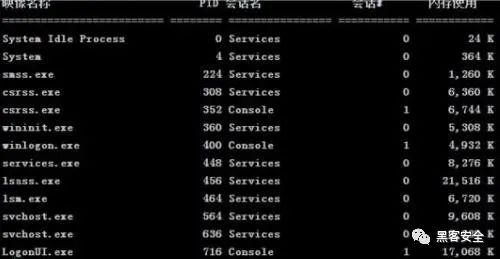 映像名称 PID 会话名 会话# 内存使用
========================= ======== ================ =========== ============
System Idle Process 0 Services 0 24 K
System 4 Services 0 364 K
smss.exe 224 Services 0 1,260 K
csrss.exe 308 Services 0 6,360 K
csrss.exe 352 Console 1 6,744 K
wininit.exe 360 Services 0 5,308 K
winlogon.exe 400 Console 1 4,932 K
services.exe 448 Services 0 8,276 K
lsass.exe 456 Services 0 21,516 K
lsm.exe 464 Services 0 6,720 K
svchost.exe 564 Services 0 9,608 K
svchost.exe 636 Services 0 K
LogonUI.exe 716 Console 1 17,068 K
黑客安全